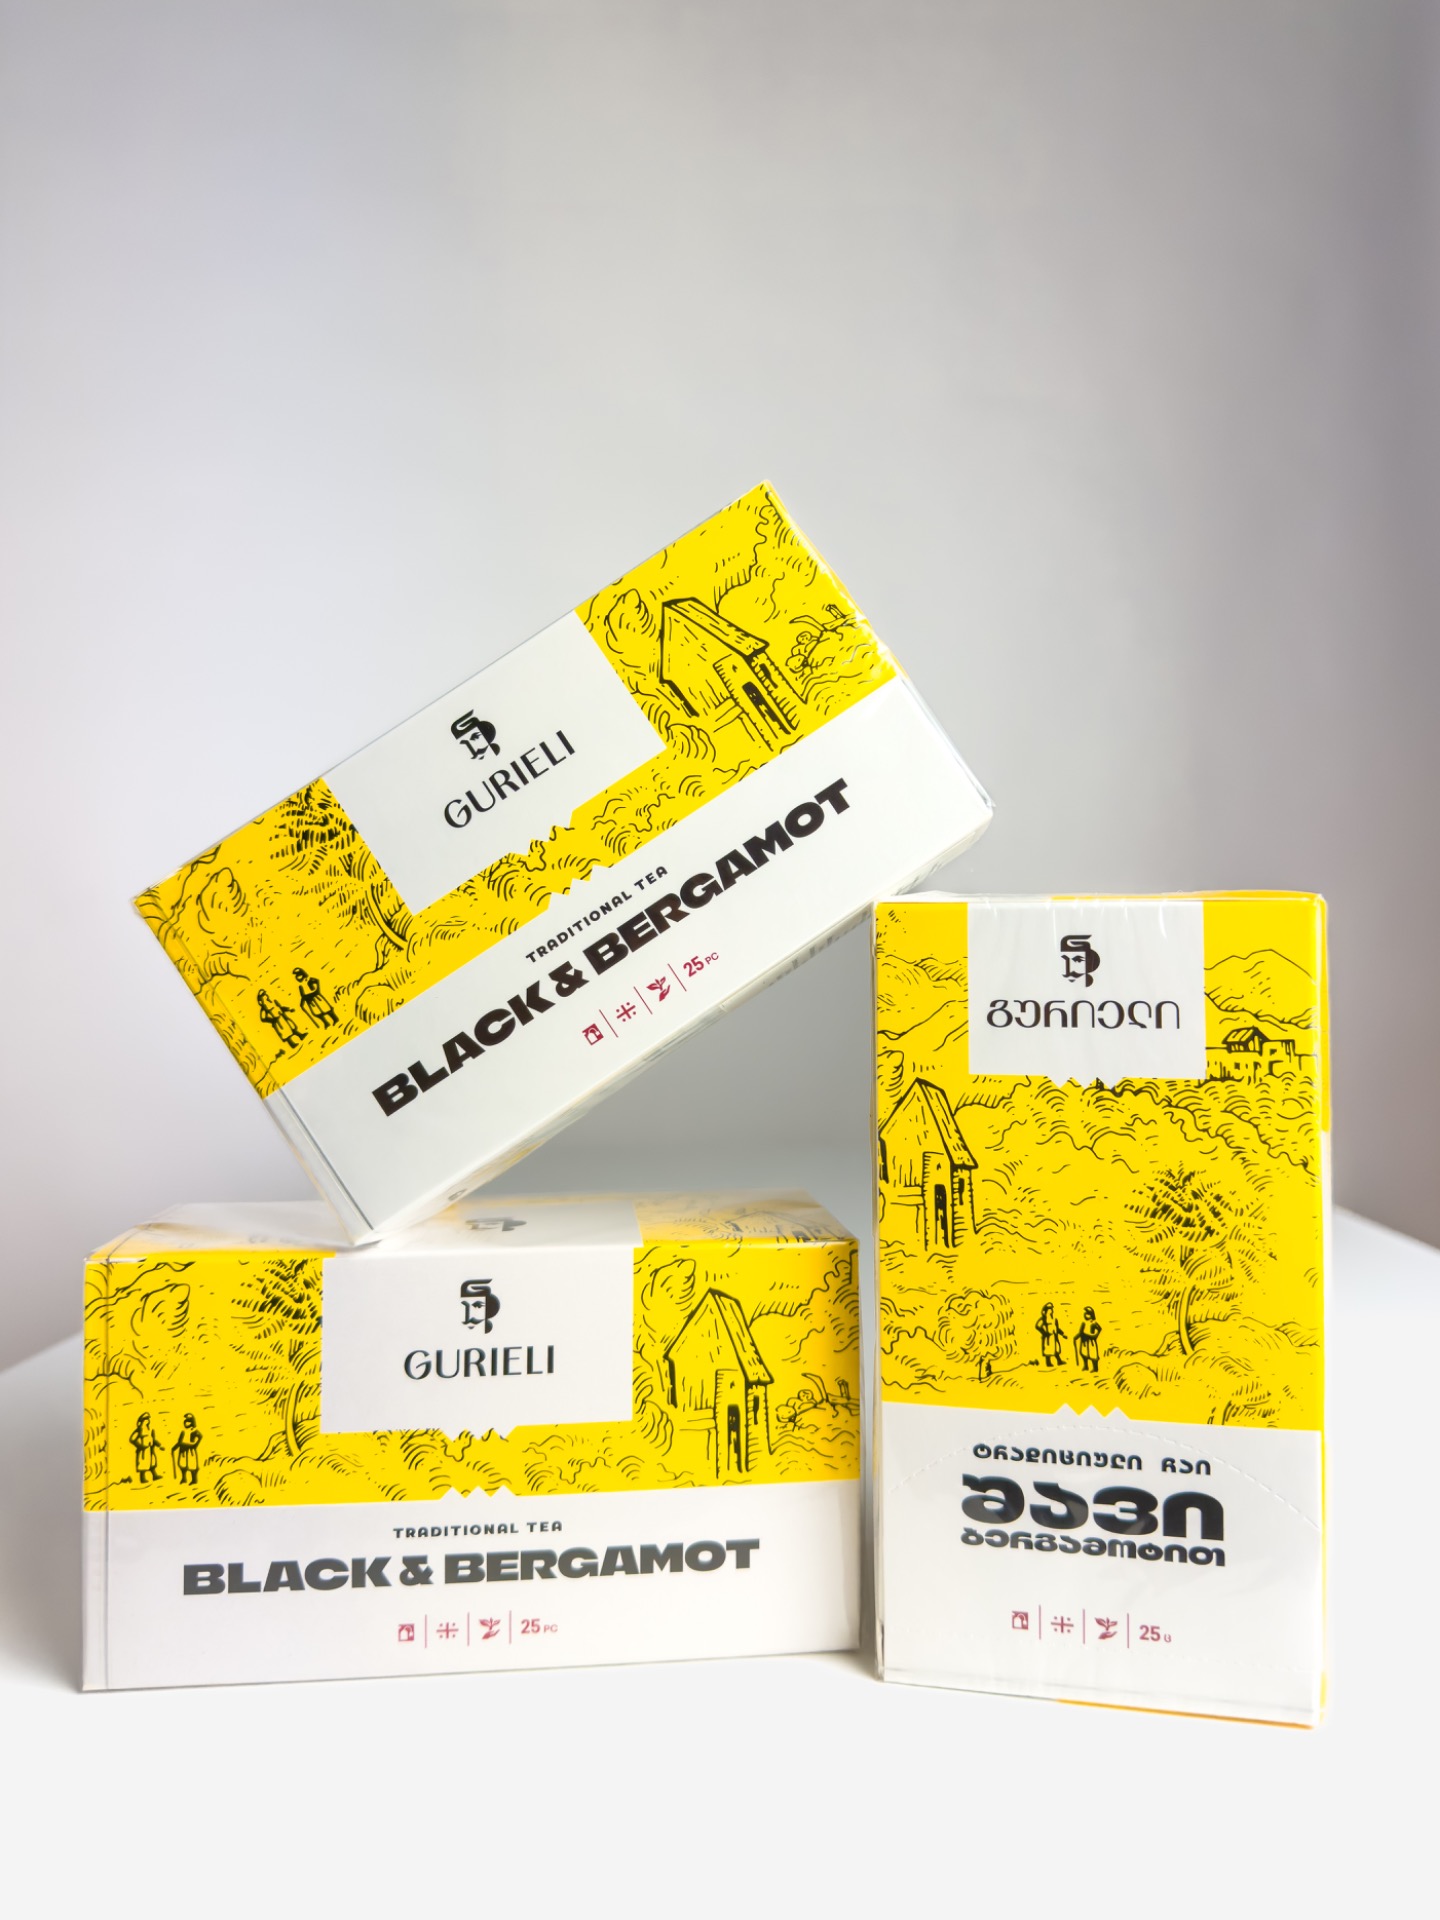 GURIELI
TRADITIONAL TEA
BLACK & BERGAMOT
25 PC
GURIELI
TRADITIONAL TEA
BLACK & BERGAMOT
25 PC
გურიელი
ტრადიციული ჩაი
შავი
ბერგამოტით
25 ც